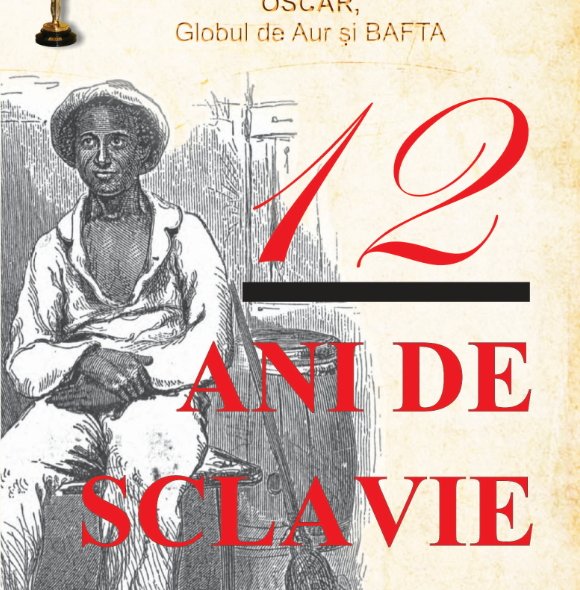 OSCAR,
Globul de Aur și BAFTA
12
ANI DE
SCLAVIE